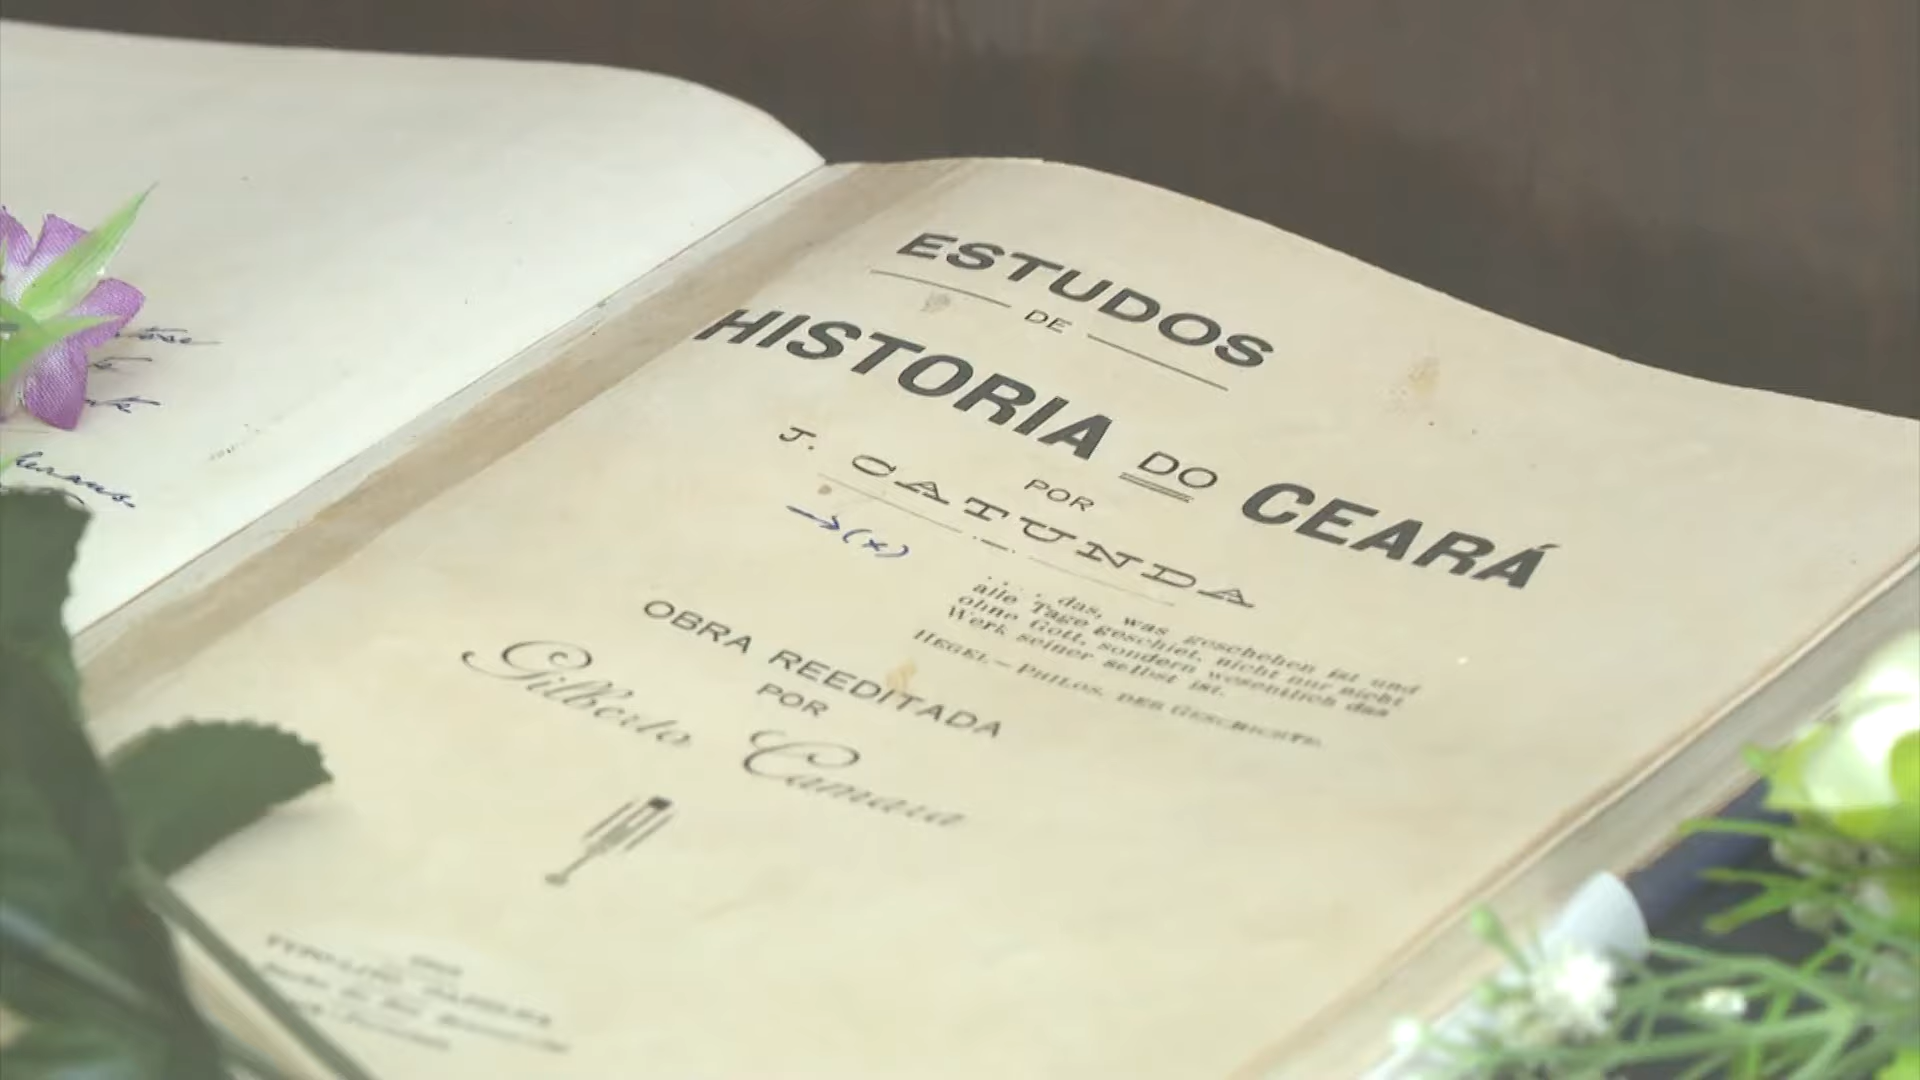 ESTUDOS
DE
HISTORIA DO CEARÁ
POR
J. CATUNDA
→(x)
. . . . das, was geschehen ist und
alle Tage geschiet, nicht nur nicht
ohne Gott, sondern wesentlich das
Werk seiner selbst ist.
HEGEL — PHILOS. DER GESCHICHTE.
OBRA REEDITADA
POR
Gilberto Camara